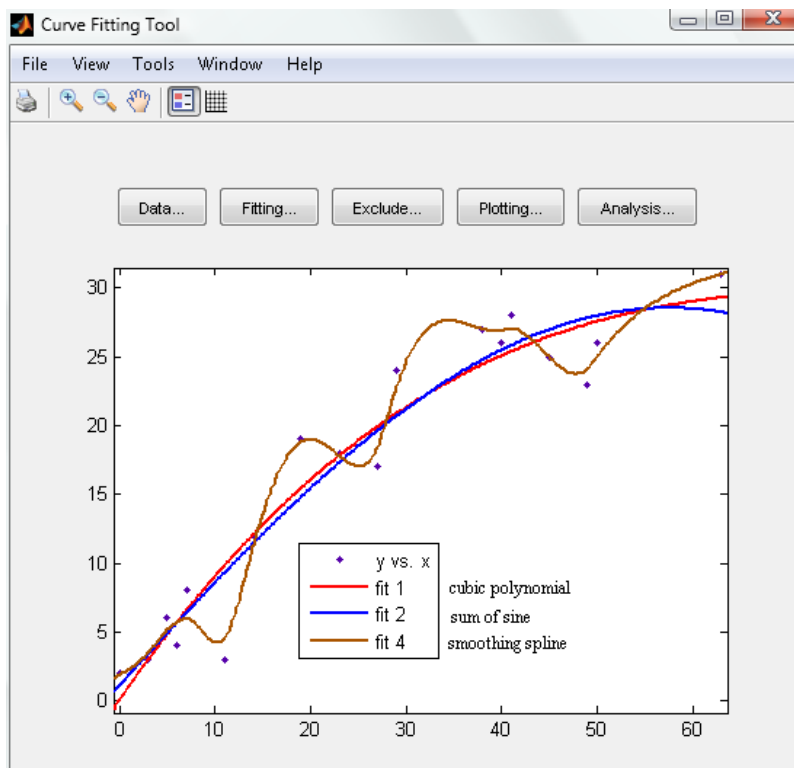 Curve Fitting Tool
File View Tools Window Help
Data... Fitting... Exclude... Plotting... Analysis...
30
25
20
15
10
5
0
y vs. x
fit 1 cubic polynomial
fit 2 sum of sine
fit 4 smoothing spline
0 10 20 30 40 50 60